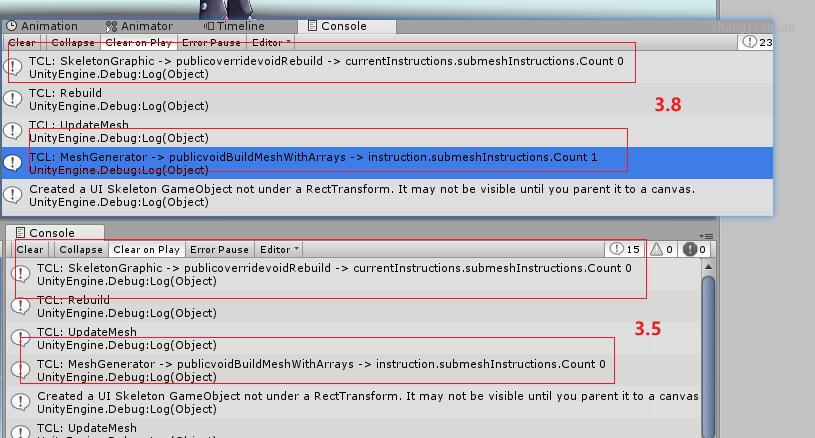 Animation Animator Timeline Console
zhangjiequan
Clear Collapse Clear on Play Error Pause Editor 23
TCL: SkeletonGraphic -> publicoverridevoidRebuild -> currentInstructions.submeshInstructions.Count 0
UnityEngine.Debug:Log(Object)
3.8
TCL: Rebuild
UnityEngine.Debug:Log(Object)
TCL: UpdateMesh
UnityEngine.Debug:Log(Object)
TCL: MeshGenerator -> publicvoidBuildMeshWithArrays -> instruction.submeshInstructions.Count 1
UnityEngine.Debug:Log(Object)
Created a UI Skeleton GameObject not under a RectTransform. It may not be visible until you parent it to a canvas.
UnityEngine.Debug:Log(Object)
Console
Clear Collapse Clear on Play Error Pause Editor 15 0 0
TCL: SkeletonGraphic -> publicoverridevoidRebuild -> currentInstructions.submeshInstructions.Count 0
UnityEngine.Debug:Log(Object)
TCL: Rebuild
UnityEngine.Debug:Log(Object)
3.5
TCL: UpdateMesh
UnityEngine.Debug:Log(Object)
TCL: MeshGenerator -> publicvoidBuildMeshWithArrays -> instruction.submeshInstructions.Count 0
UnityEngine.Debug:Log(Object)
Created a UI Skeleton GameObject not under a RectTransform. It may not be visible until you parent it to a canvas
UnityEngine.Debug:Log(Object)
TCL: UpdateMesh